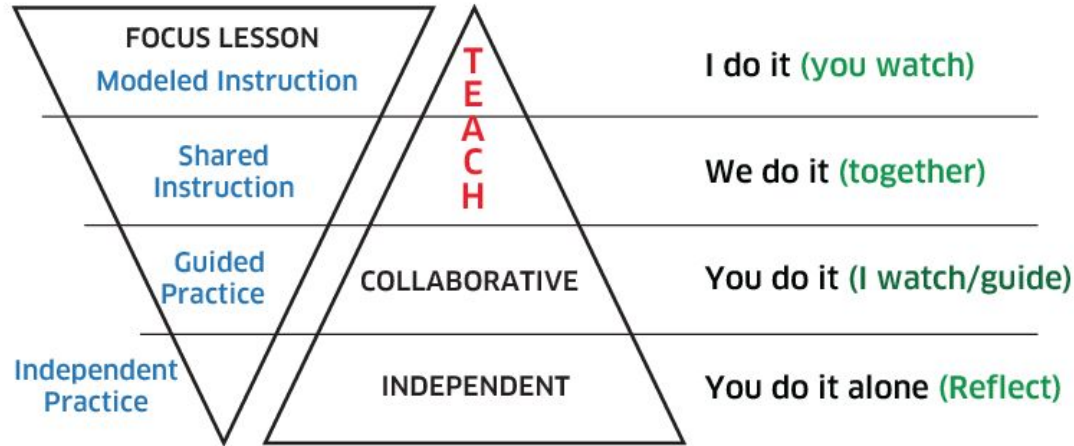 FOCUS LESSON
Modeled Instruction
TEACH
I do it (you watch)
Shared
Instruction
We do it (together)
Guided
Practice
COLLABORATIVE
You do it (I watch/guide)
Independent
Practice
INDEPENDENT
You do it alone (Reflect)